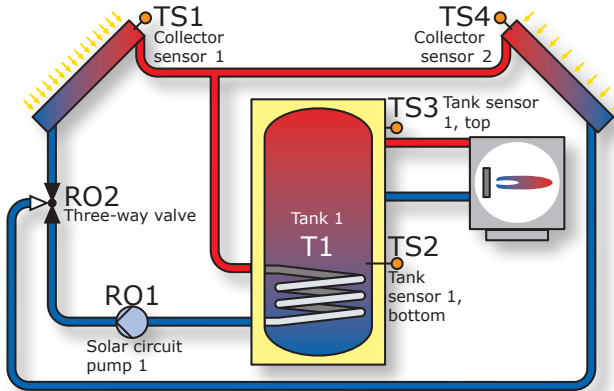 TS1
Collector
sensor 1
TS4
Collector
sensor 2
TS3
Tank sensor
1, top
RO2
Three-way valve
Tank 1
T1
TS2
Tank
sensor 1,
bottom
RO1
Solar circuit
pump 1